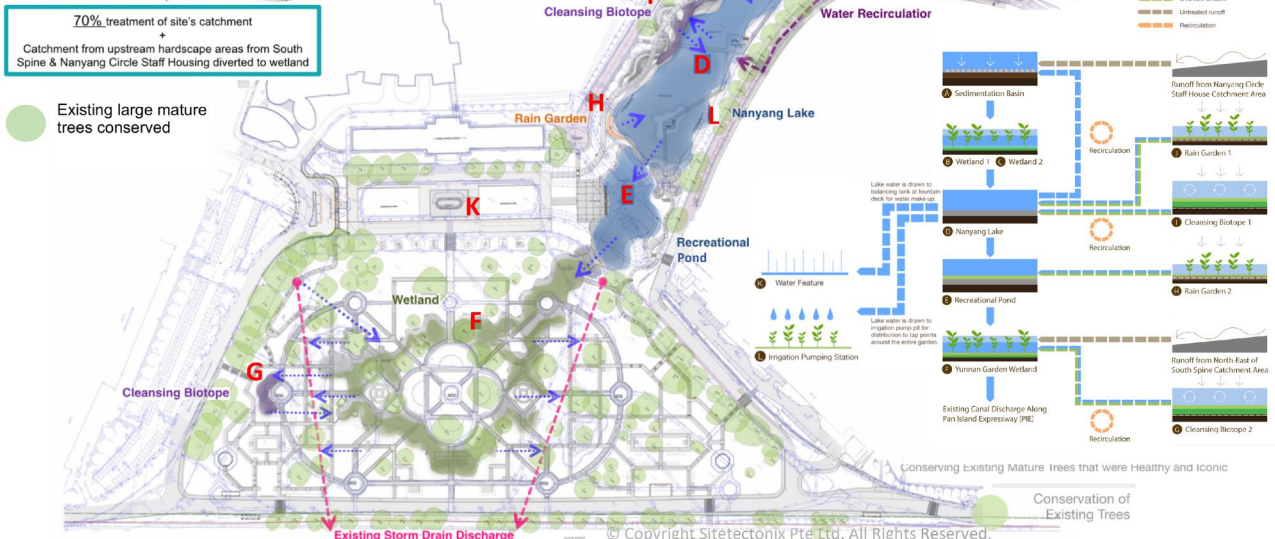 70% treatment of site's catchment
+
Catchment from upstream hardscape areas from South
Spine & Nanyang Circle Staff Housing diverted to wetland
Existing large mature
trees conserved
Cleansing Biotope
Water Recirculation
D
H
Rain Garden
L
Nanyang Lake
E
K
Recreational
Pond
Wetland
F
G
Cleansing Biotope
Existing Storm Drain Discharge
Untreated runoff
Recirculation
A Sedimentation Basin
Runoff from Nanyang Circle
Staff House Catchment Area
B Wetland 1 C Wetland 2
Recirculation
J Rain Garden 1
Lake water is drawn to
balancing tank at fountain
deck for water make up.
D Nanyang Lake
Recirculation
I Cleansing Biotope 1
K Water Feature
E Recreational Pond
H Rain Garden 2
Lake water is drawn to
irrigation pump pit for
distribution to tap points
around the entire garden.
L Irrigation Pumping Station
F Yunnan Garden Wetland
Runoff from North-East of
South Spine Catchment Area
Existing Canal Discharge Along
Pan Island Expressway (PIE)
Recirculation
G Cleansing Biotope 2
Conserving Existing Mature Trees that were Healthy and Iconic
Conservation of
Existing Trees
© Copyright Sitetectonix Pte Ltd. All Rights Reserved.